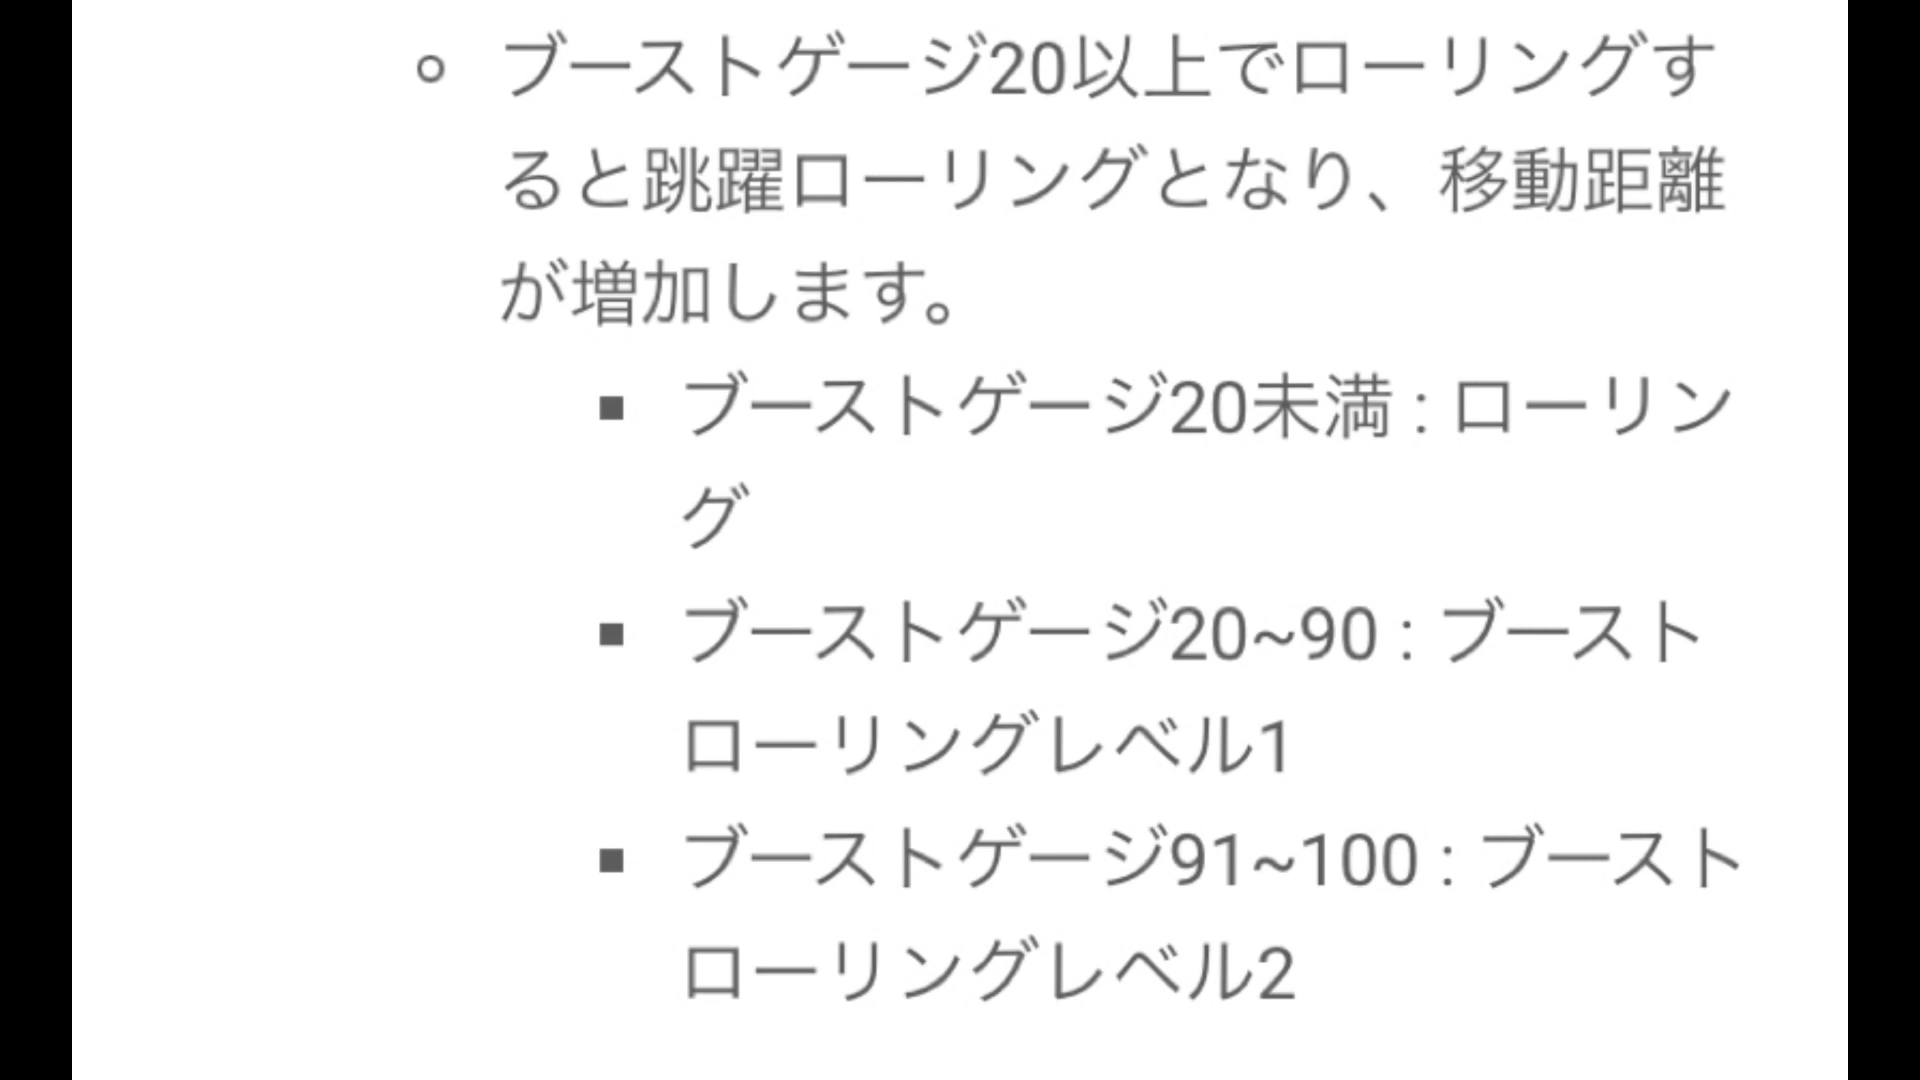 ブーストゲージ20以上でローリングす
ると跳躍ローリングとなり、移動距離
が増加します。
ブーストゲージ20未満 : ローリン
グ
ブーストゲージ20~90 : ブースト
ローリングレベル1
ブーストゲージ91~100 : ブースト
ローリングレベル2